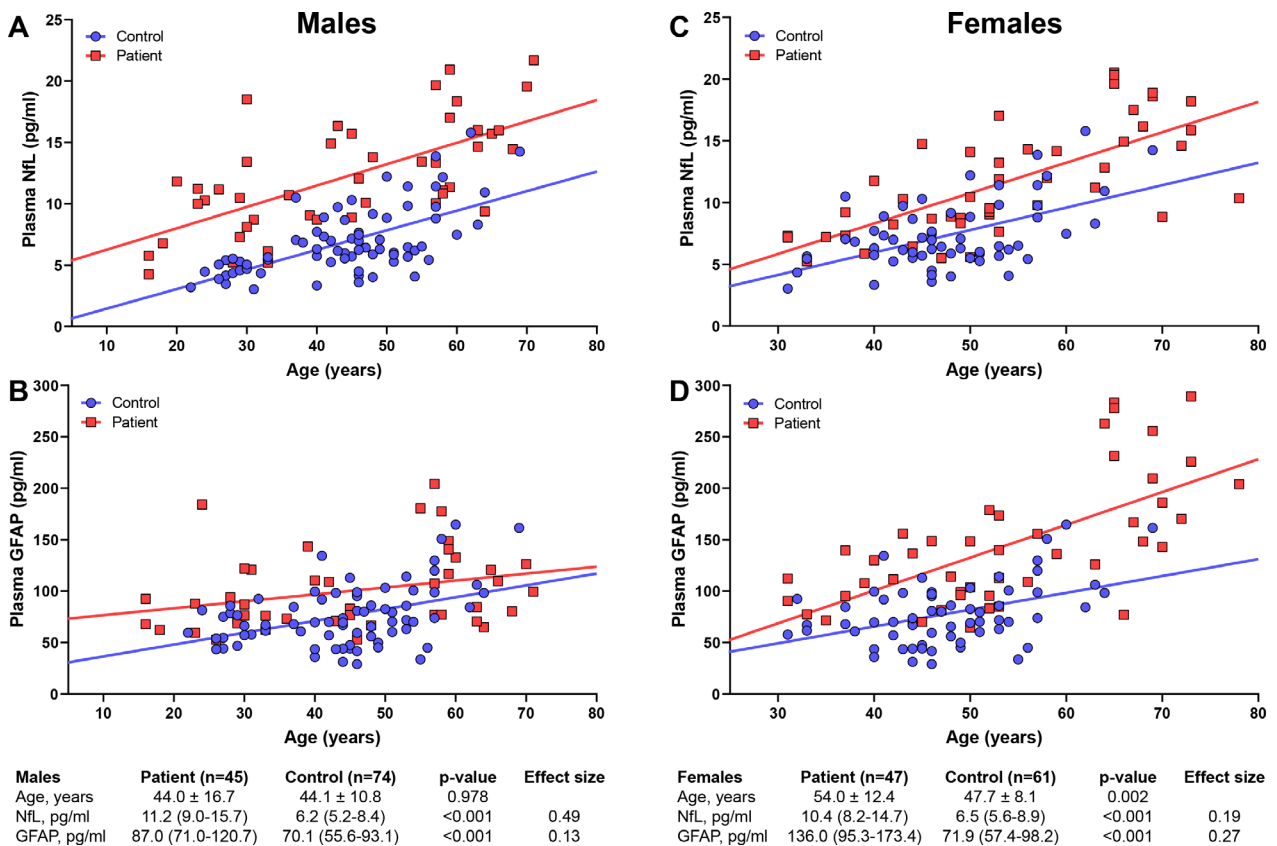 Males
A
Control
Patient
Plasma NfL (pg/ml)
25
20
15
10
5
0
10 20 30 40 50 60 70 80
Age (years)
Females
C
Control
Patient
Plasma NfL (pg/ml)
25
20
15
10
5
0
30 40 50 60 70 80
Age (years)
B
Control
Patient
Plasma GFAP (pg/ml)
300
250
200
150
100
50
0
10 20 30 40 50 60 70 80
Age (years)
D
Control
Patient
Plasma GFAP (pg/ml)
300
250
200
150
100
50
0
30 40 50 60 70 80
Age (years)
Males Patient (n=45) Control (n=74) p-value Effect size
Age, years 44.0 ± 16.7 44.1 ± 10.8 0.978
NfL, pg/ml 11.2 (9.0-15.7) 6.2 (5.2-8.4) <0.001 0.49
GFAP, pg/ml 87.0 (71.0-120.7) 70.1 (55.6-93.1) <0.001 0.13
Females Patient (n=47) Control (n=61) p-value Effect size
Age, years 54.0 ± 12.4 47.7 ± 8.1 0.002
NfL, pg/ml 10.4 (8.2-14.7) 6.5 (5.6-8.9) <0.001 0.19
GFAP, pg/ml 136.0 (95.3-173.4) 71.9 (57.4-98.2) <0.001 0.27